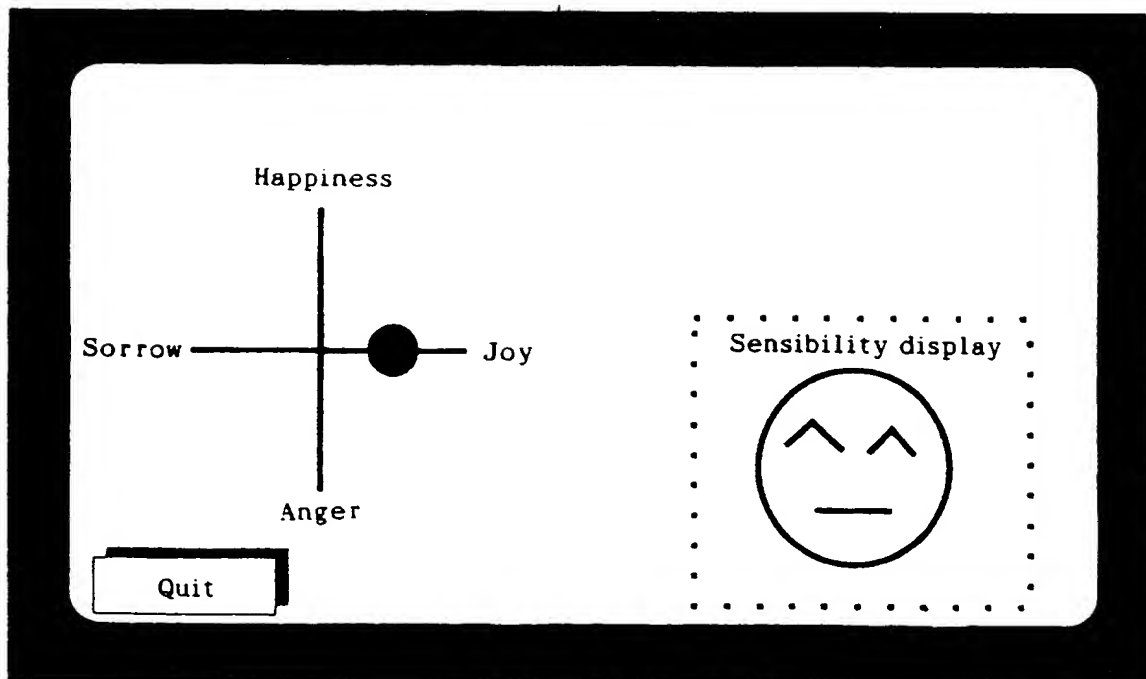 Happiness
Sorrow
Joy
Sensibility display
Anger
Quit